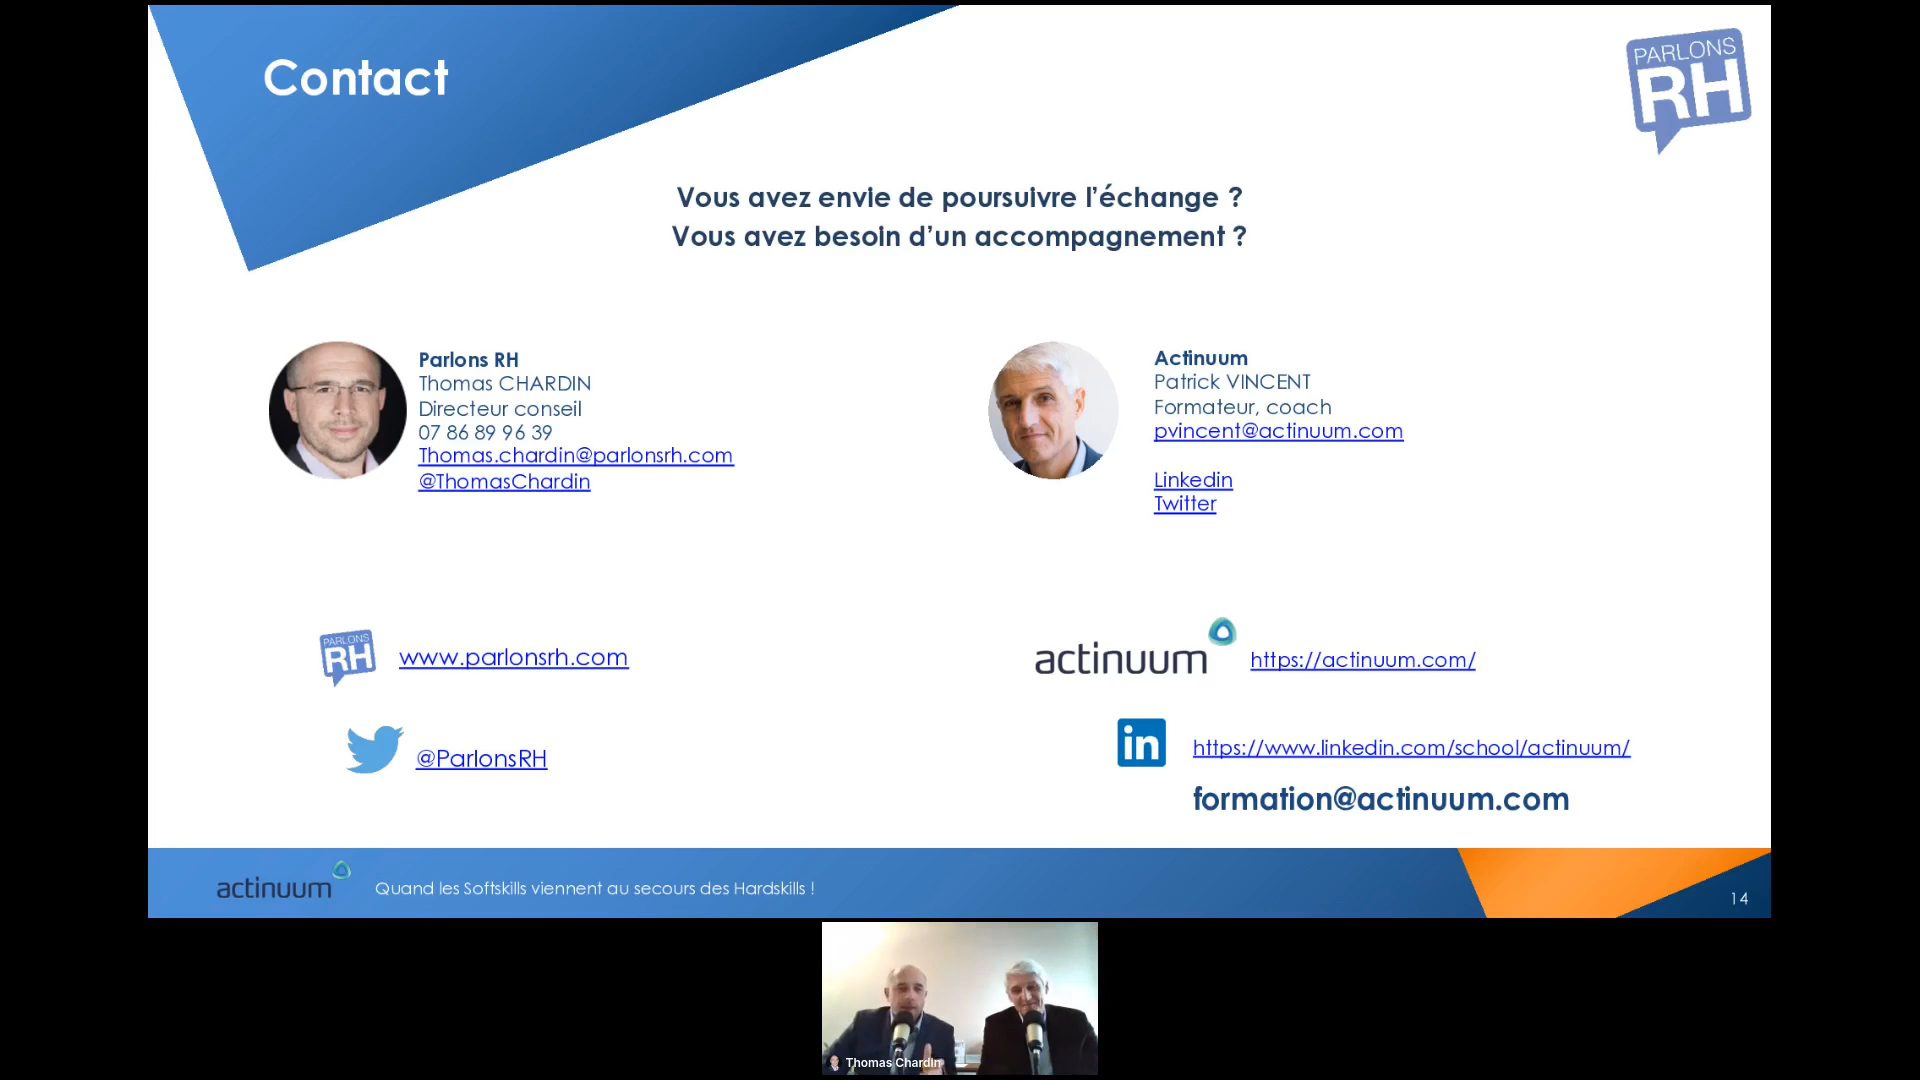 Contact
PARLONS
RH
Vous avez envie de poursuivre l’échange ?
Vous avez besoin d’un accompagnement ?
Parlons RH
Thomas CHARDIN
Directeur conseil
07 86 89 96 39
Thomas.chardin@parlonsrh.com
@ThomasChardin
Actinuum
Patrick VINCENT
Formateur, coach
pvincent@actinuum.com
Linkedin
Twitter
PARLONS
RH
www.parlonsrh.com
@ParlonsRH
actinuum
https://actinuum.com/
in
https://www.linkedin.com/school/actinuum/
formation@actinuum.com
actinuum
Quand les Softskills viennent au secours des Hardskills !
14
Thomas Chardin